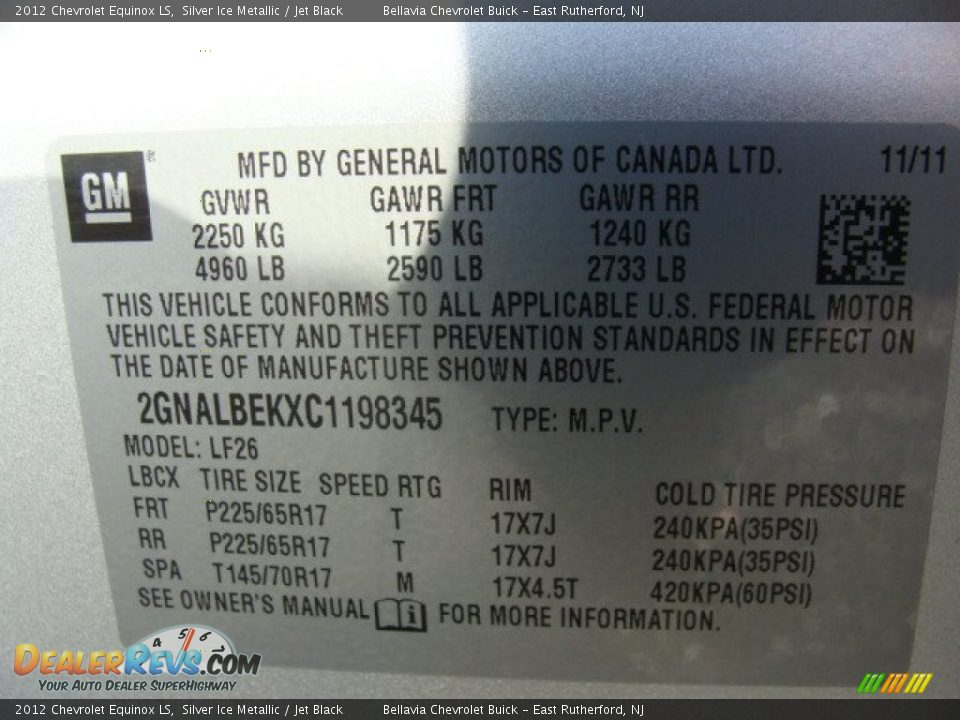 2012 Chevrolet Equinox LS, Silver Ice Metallic / Jet Black Bellavia Chevrolet Buick - East Rutherford, NJ
GM ® MFD BY GENERAL MOTORS OF CANADA LTD. 11/11
GVWR GAWR FRT GAWR RR
2250 KG 1175 KG 1240 KG
4960 LB 2590 LB 2733 LB
THIS VEHICLE CONFORMS TO ALL APPLICABLE U.S. FEDERAL MOTOR
VEHICLE SAFETY AND THEFT PREVENTION STANDARDS IN EFFECT ON
THE DATE OF MANUFACTURE SHOWN ABOVE.
2GNALBEKXC1198345 TYPE: M.P.V.
MODEL: LF26
LBCX TIRE SIZE SPEED RTG RIM COLD TIRE PRESSURE
FRT P225/65R17 T 17X7J 240KPA(35PSI)
RR P225/65R17 T 17X7J 240KPA(35PSI)
SPA T145/70R17 M 17X4.5T 420KPA(60PSI)
SEE OWNER'S MANUAL i FOR MORE INFORMATION.
4 5 6
DEALERREVS.COM
YOUR AUTO DEALER SUPERHIGHWAY
2012 Chevrolet Equinox LS, Silver Ice Metallic / Jet Black Bellavia Chevrolet Buick - East Rutherford, NJ